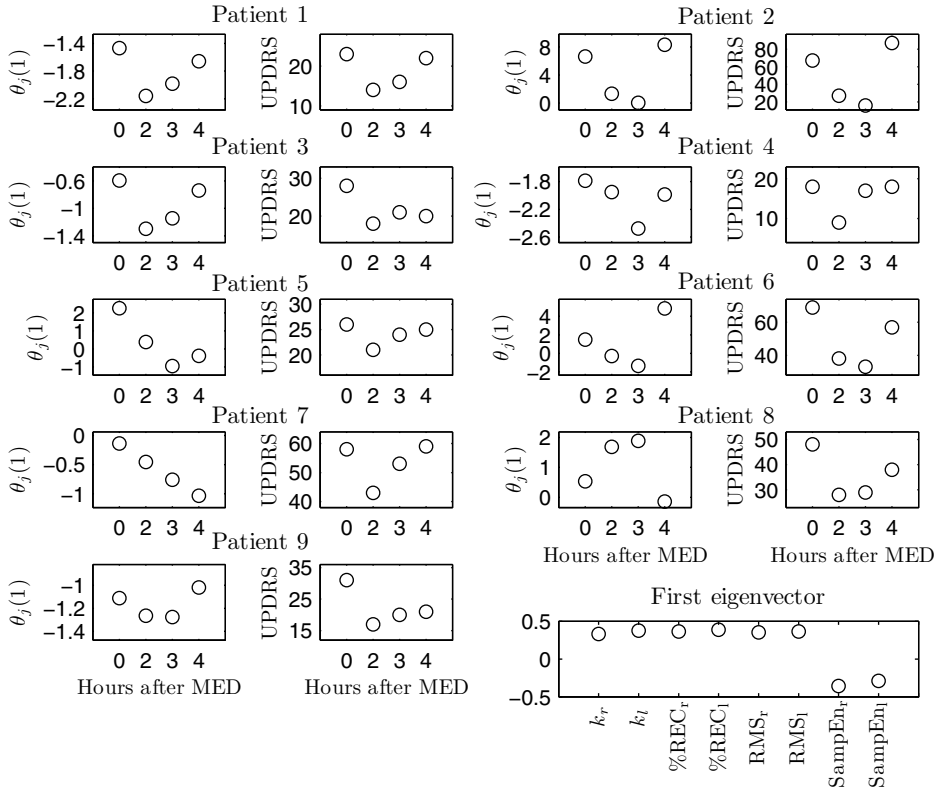 Patient 1
θj(1)
−1.4
−1.8
−2.2
0 2 3 4
UPDRS
20
10
0 2 3 4
Patient 2
θj(1)
8
4
0
0 2 3 4
UPDRS
80
60
40
20
0 2 3 4
Patient 3
θj(1)
−0.6
−1
−1.4
0 2 3 4
UPDRS
30
20
0 2 3 4
Patient 4
θj(1)
−1.8
−2.2
−2.6
0 2 3 4
UPDRS
20
10
0 2 3 4
Patient 5
θj(1)
2
1
0
−1
0 2 3 4
UPDRS
30
25
20
0 2 3 4
Patient 6
θj(1)
4
2
0
−2
0 2 3 4
UPDRS
60
40
0 2 3 4
Patient 7
θj(1)
0
−0.5
−1
0 2 3 4
UPDRS
60
50
40
0 2 3 4
Patient 8
θj(1)
2
1
0
0 2 3 4
Hours after MED
UPDRS
50
40
30
0 2 3 4
Hours after MED
Patient 9
θj(1)
−1
−1.2
−1.4
0 2 3 4
Hours after MED
UPDRS
35
25
15
0 2 3 4
Hours after MED
First eigenvector
0.5
0
−0.5
kr
kl
%RECr
%RECl
RMSr
RMSl
SampEnr
SampEnl